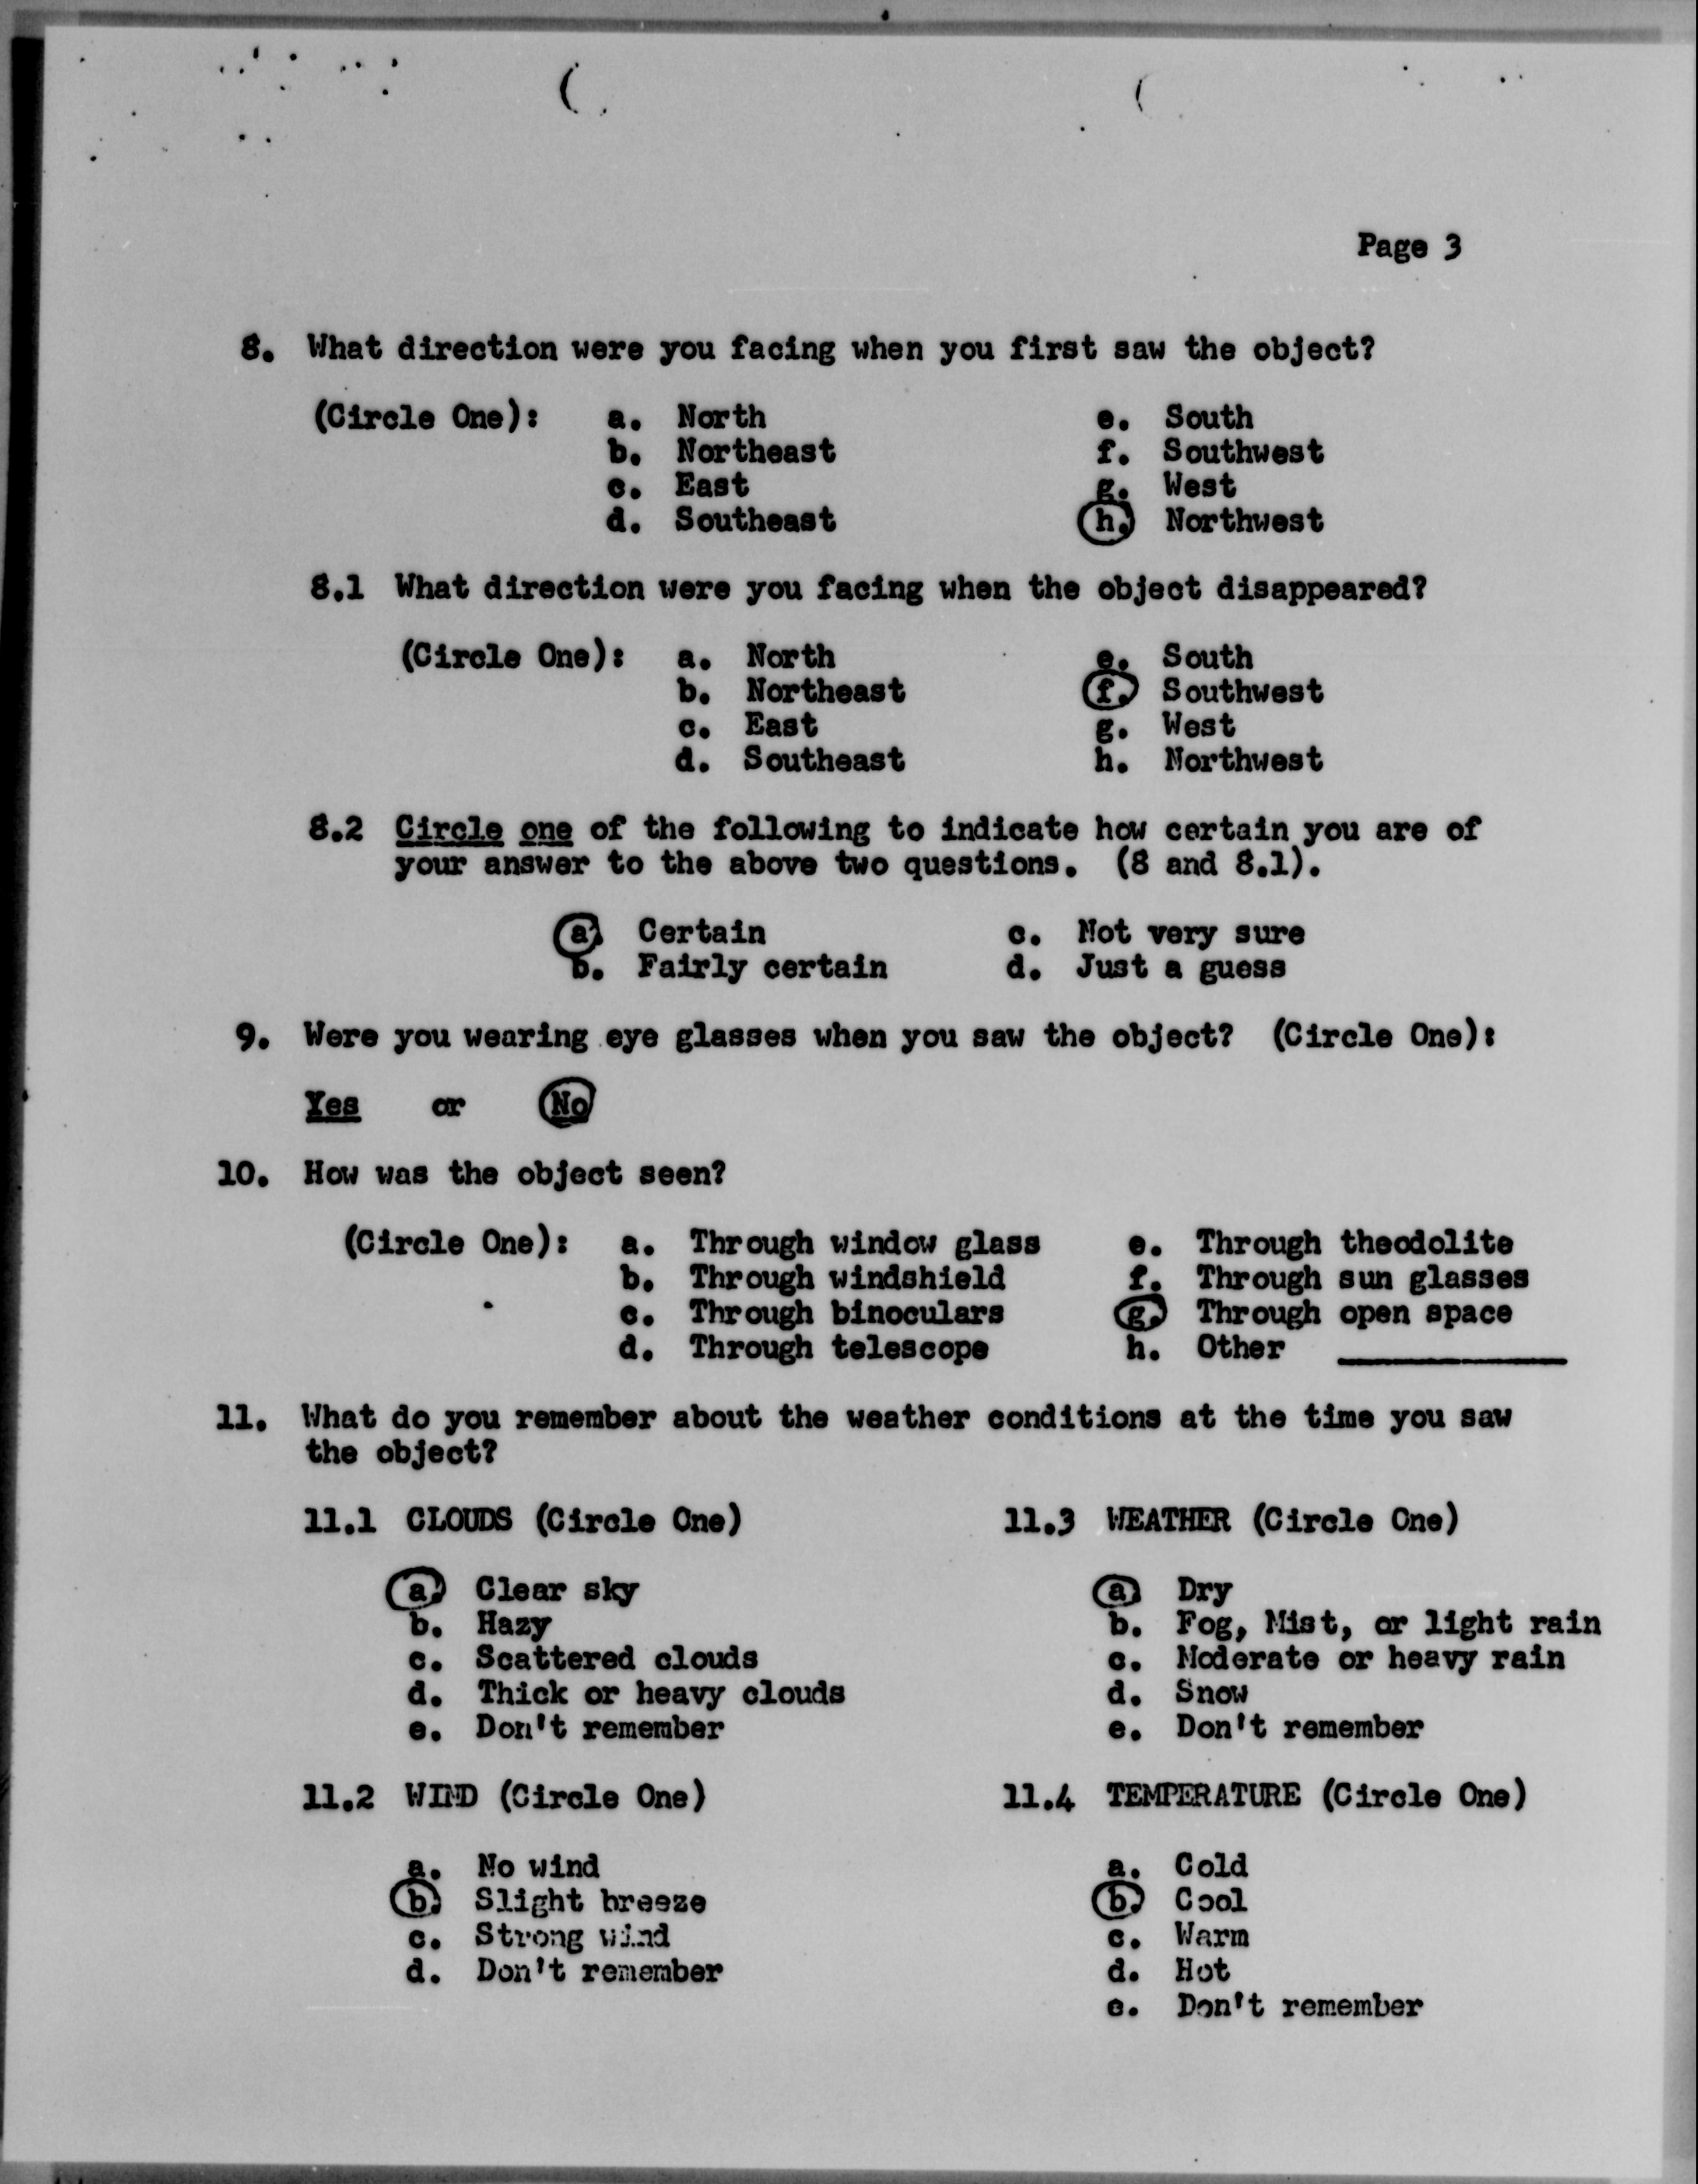 Page 3
8. What direction were you facing when you first saw the object?
(Circle One): a. North e. South
b. Northeast f. Southwest
c. East g. West
d. Southeast h. Northwest
8.1 What direction were you facing when the object disappeared?
(Circle One): a. North e. South
b. Northeast f. Southwest
c. East g. West
d. Southeast h. Northwest
8.2 Circle one of the following to indicate how certain you are of
your answer to the above two questions. (8 and 8.1).
a. Certain c. Not very sure
b. Fairly certain d. Just a guess
9. Were you wearing eye glasses when you saw the object? (Circle One):
Yes or No
10. How was the object seen?
(Circle One): a. Through window glass e. Through theodolite
b. Through windshield f. Through sun glasses
c. Through binoculars g. Through open space
d. Through telescope h. Other
11. What do you remember about the weather conditions at the time you saw
the object?
11.1 CLOUDS (Circle One) 11.3 WEATHER (Circle One)
a. Clear sky a. Dry
b. Hazy b. Fog, Mist, or light rain
c. Scattered clouds c. Moderate or heavy rain
d. Thick or heavy clouds d. Snow
e. Don't remember e. Don't remember
11.2 WIND (Circle One) 11.4 TEMPERATURE (Circle One)
a. No wind a. Cold
b. Slight breeze b. Cool
c. Strong wind c. Warm
d. Don't remember d. Hot
e. Don't remember